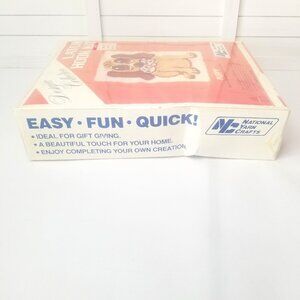 EASY • FUN • QUICK!
• IDEAL FOR GIFT GIVING.
• A BEAUTIFUL TOUCH FOR YOUR HOME.
• ENJOY COMPLETING YOUR OWN CREATION
NATIONAL
YARN
CRAFTS